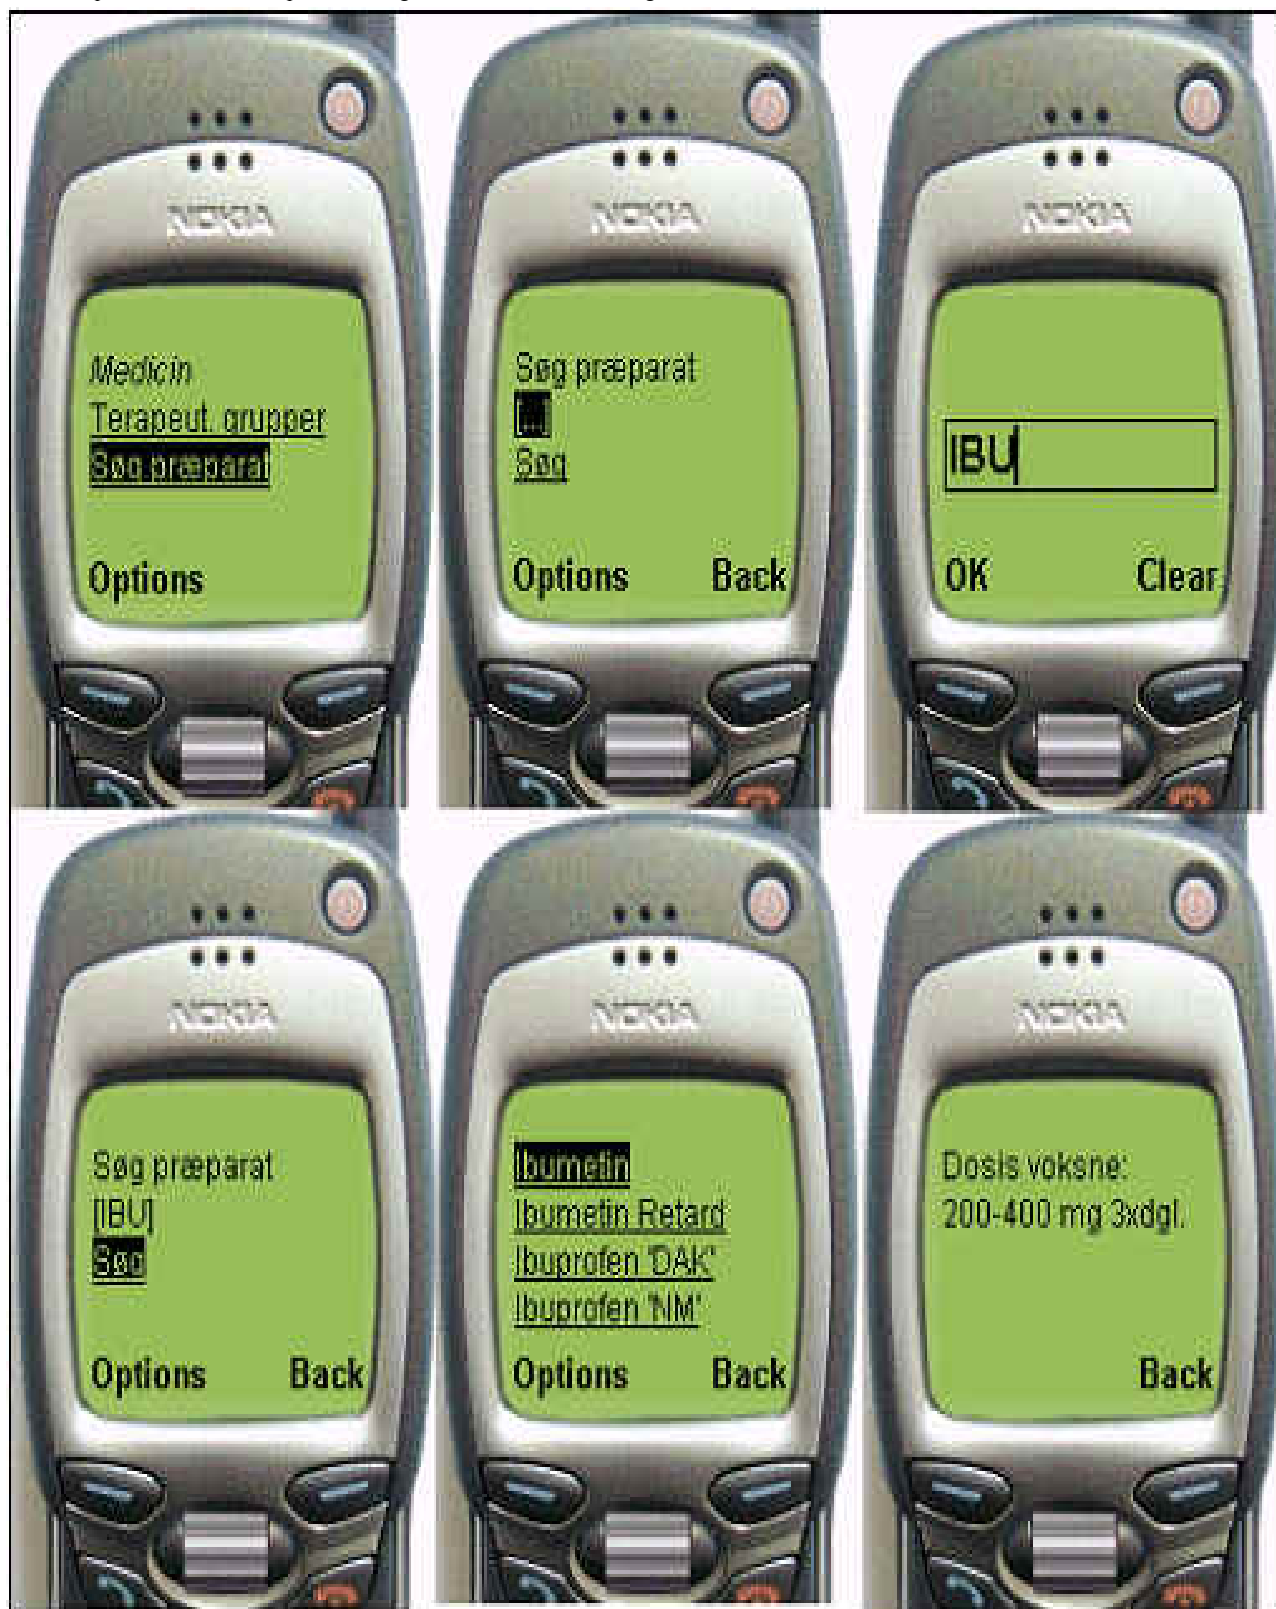 NOKIA
Medicin
Terapeut. grupper
Søg præparat
Options
NOKIA
Søg præparat
[...]
Søg
Options Back
NOKIA
IBU
OK Clear
NOKIA
Søg præparat
[IBU]
Søg
Options Back
NOKIA
Ibumetin
Ibumetin Retard
Ibuprofen 'DAK'
Ibuprofen 'NM'
Options Back
NOKIA
Dosis voksne:
200-400 mg 3xdgl.
Back